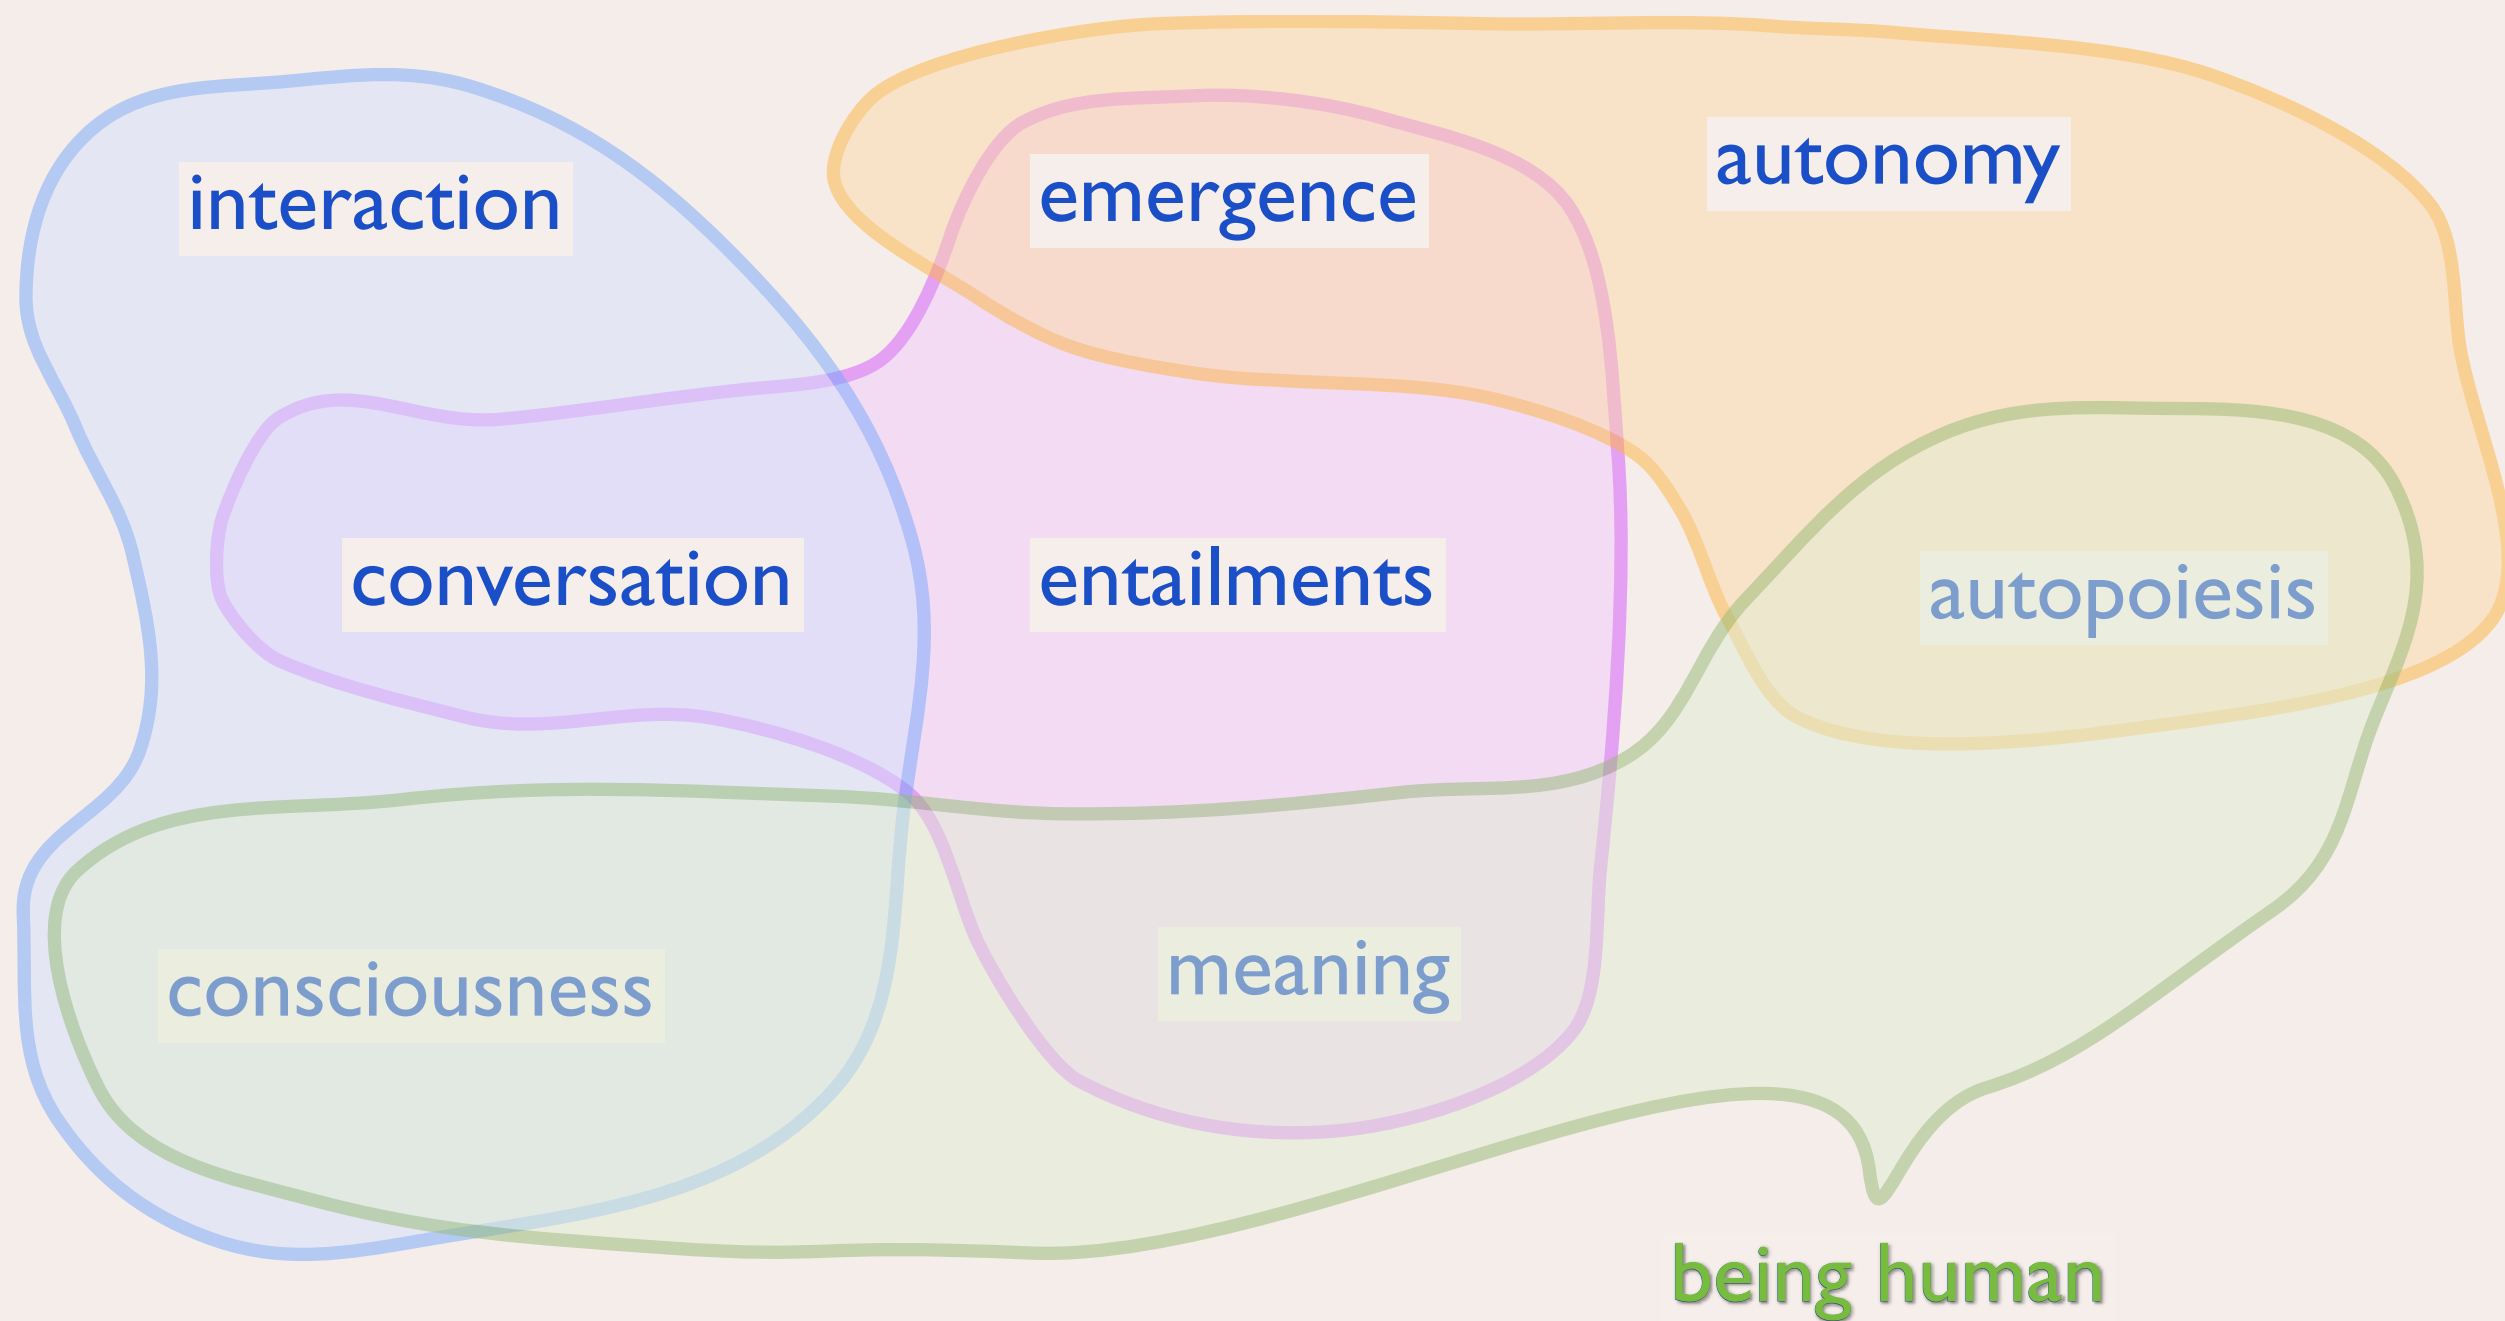 interaction
emergence
autonomy
conversation
entailments
autopoiesis
consciousness
meaning
being human